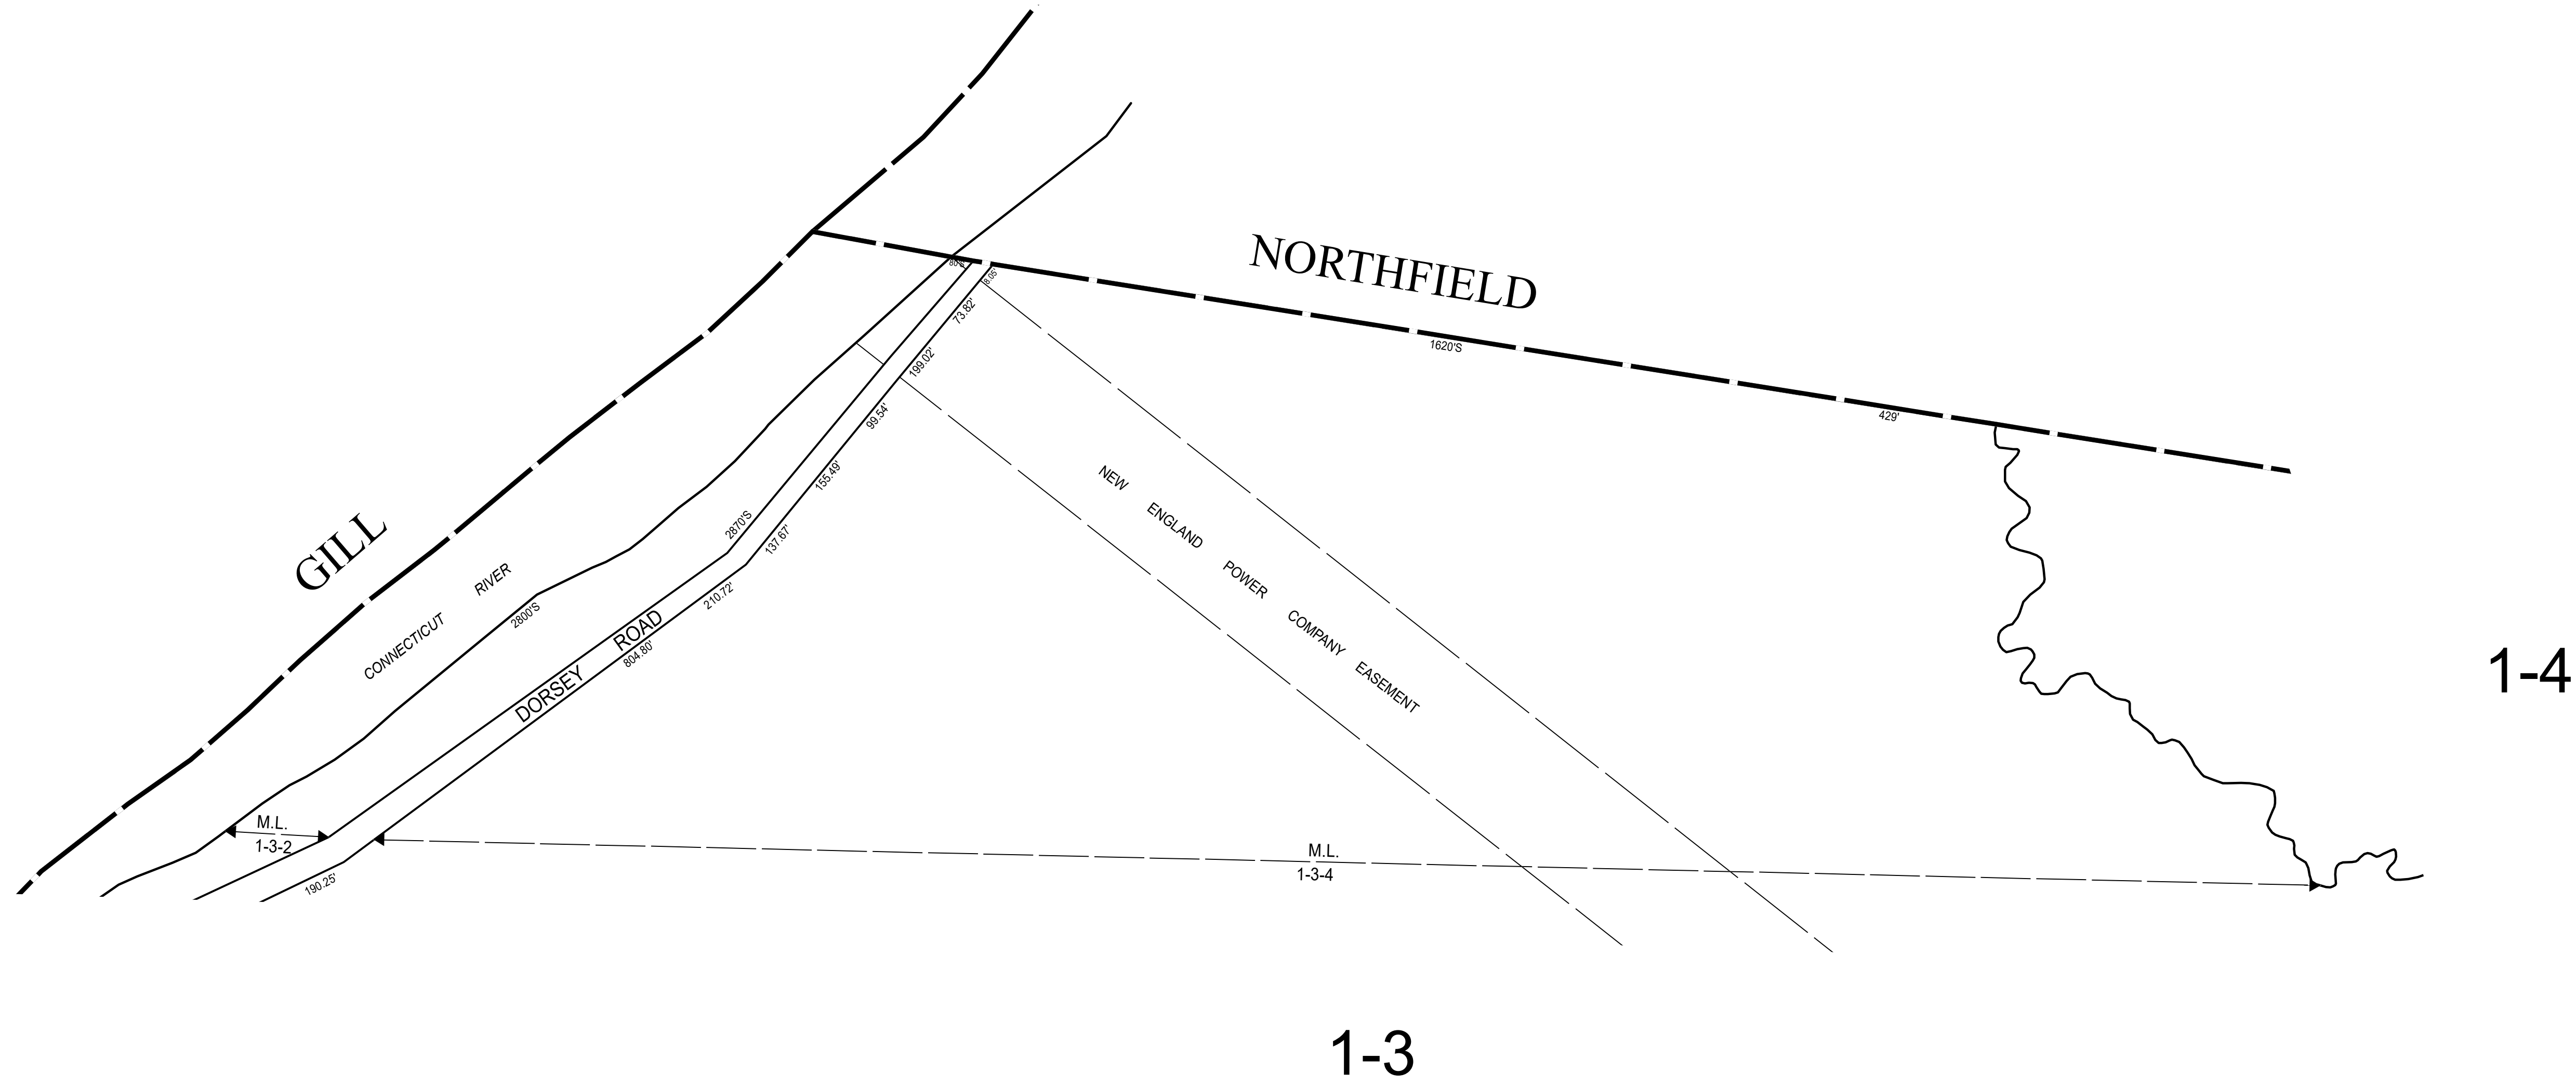 NORTHFIELD
8.05'
73.82'
1620'S
199.02'
99.54'
429'
155.49'
NEW ENGLAND POWER COMPANY EASEMENT
2870'S
137.67'
GILL
CONNECTICUT RIVER
2800'S
210.72'
DORSEY ROAD
804.80'
1-4
M.L.
1-3-2
M.L.
1-3-4
190.25'
1-3